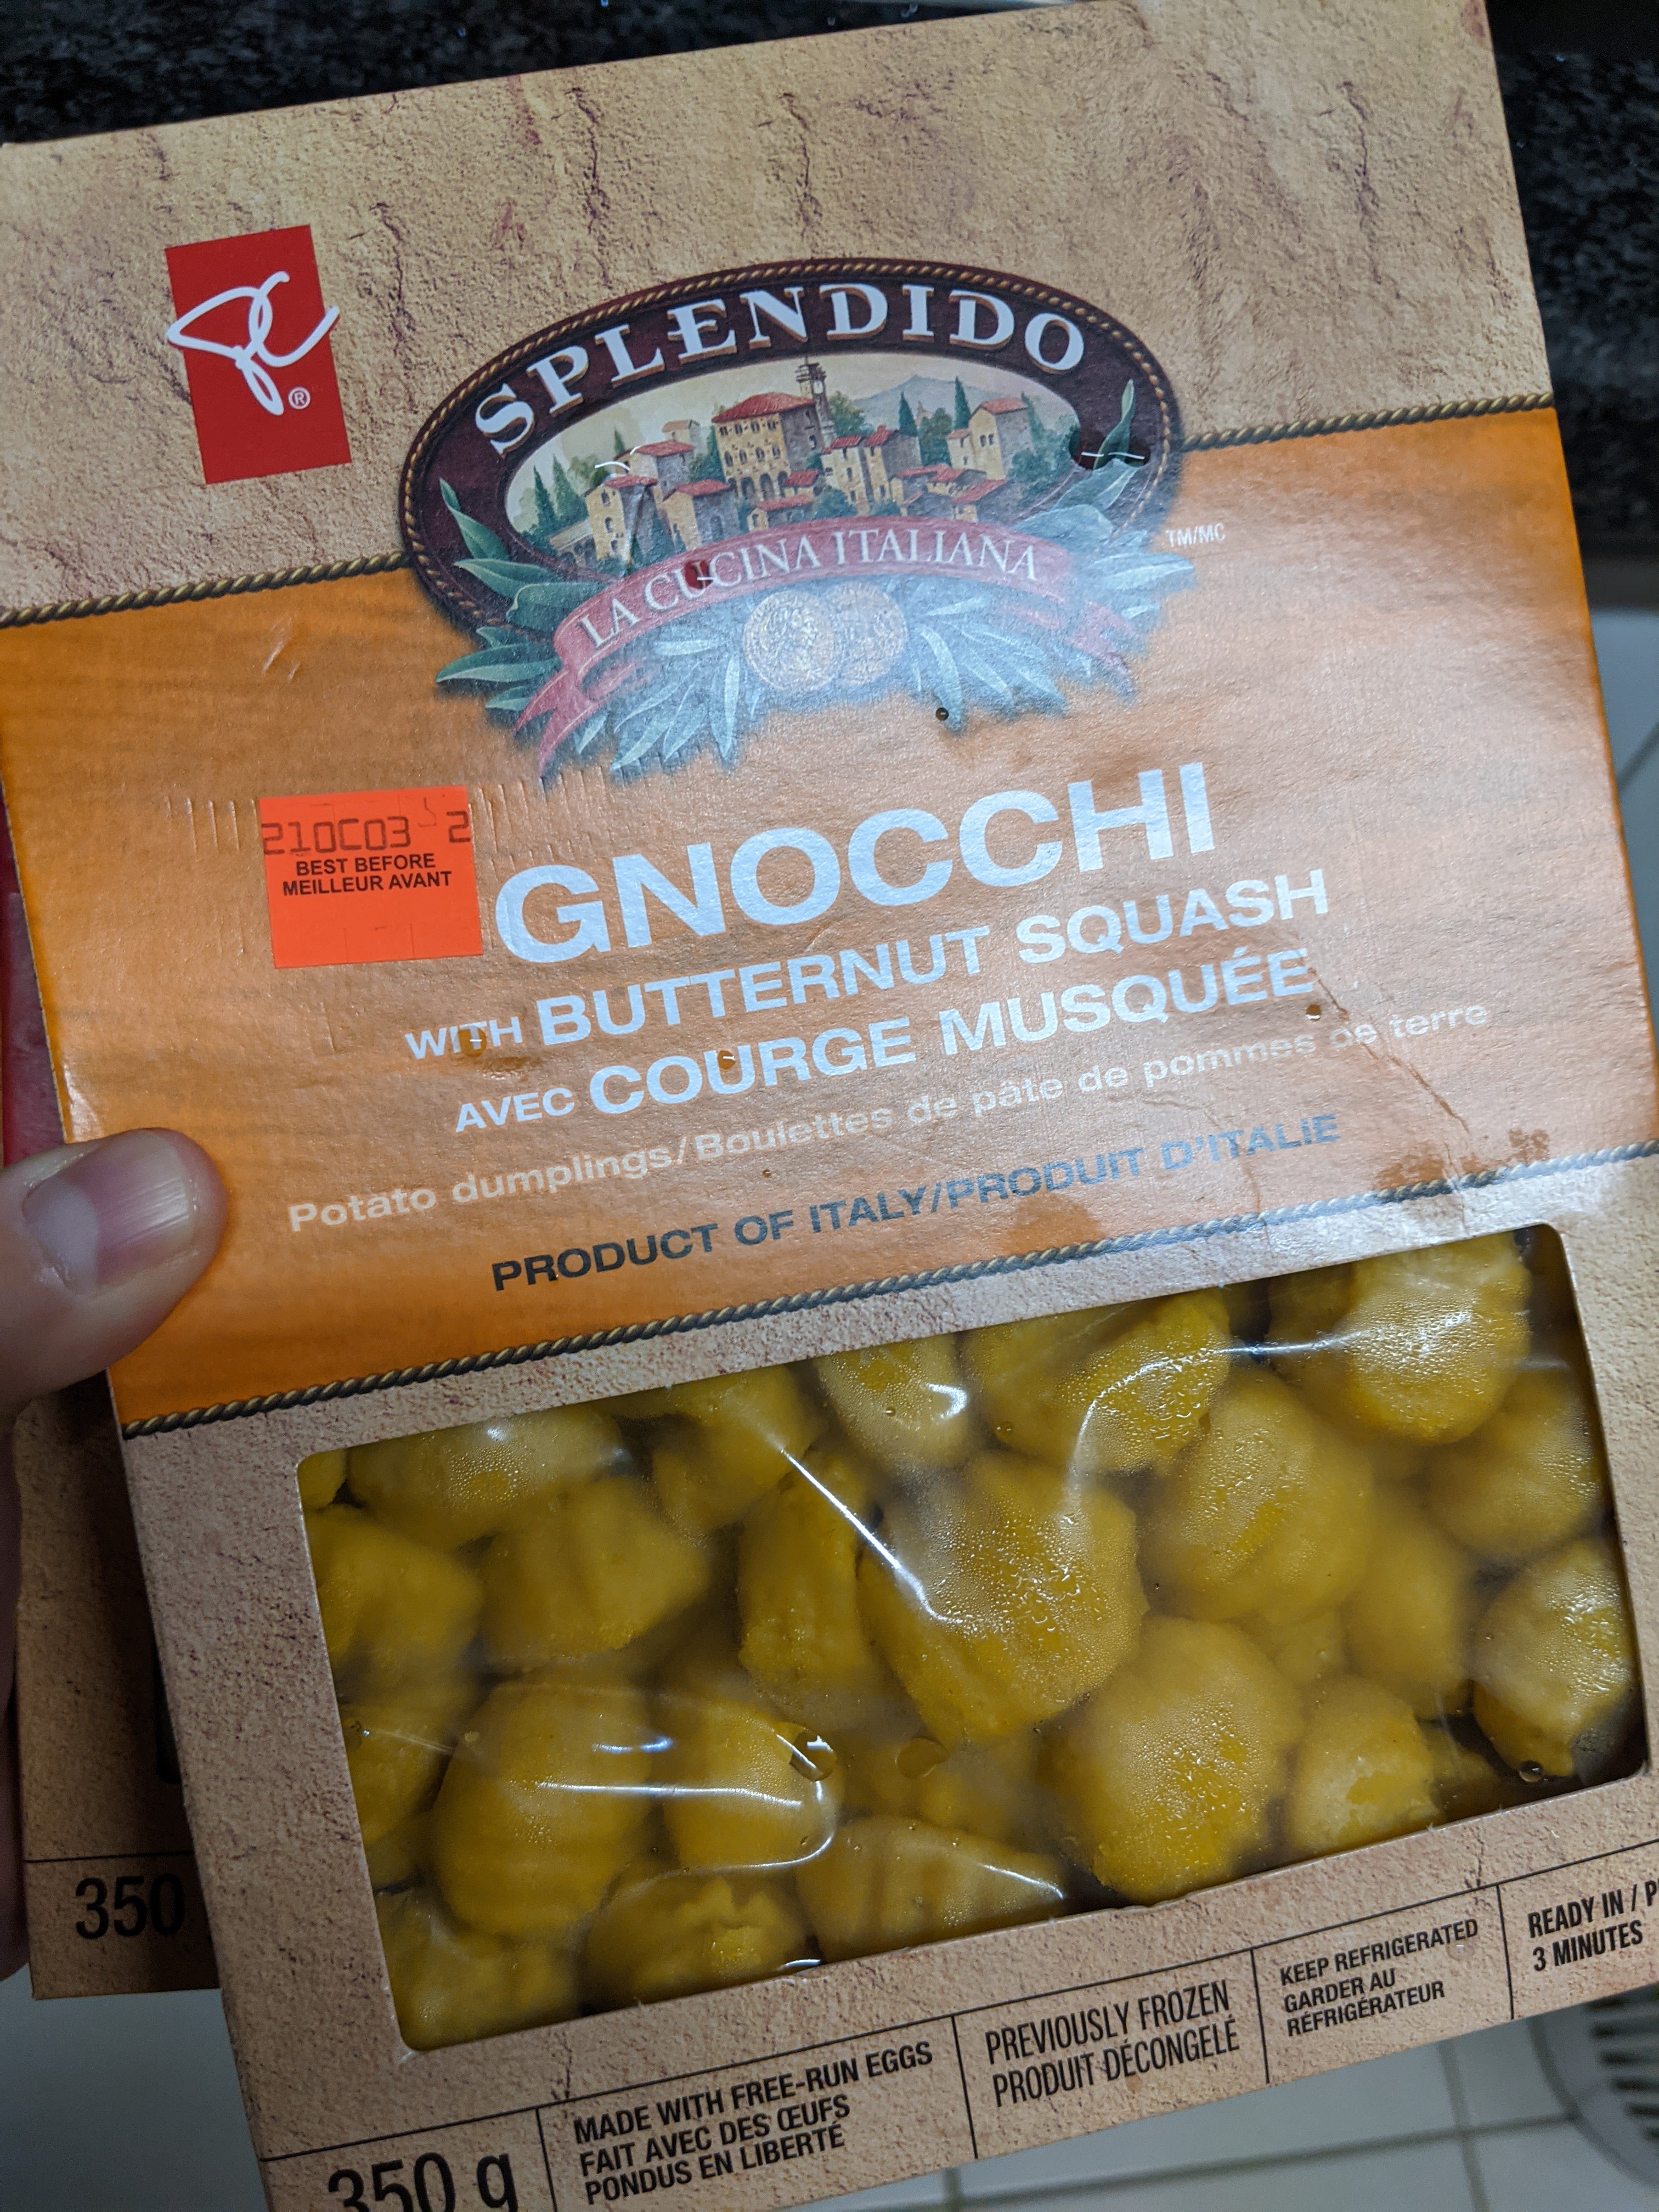 PC®
SPLENDIDO
LA CUCINA ITALIANA
TM/MC
21OC03 2
BEST BEFORE
MEILLEUR AVANT
GNOCCHI
WITH BUTTERNUT SQUASH
AVEC COURGE MUSQUÉE
Potato dumplings/Boulettes de pâte de pommes de terre
PRODUCT OF ITALY/PRODUIT D'ITALIE
350
350 g
MADE WITH FREE-RUN EGGS
FAIT AVEC DES ŒUFS
PONDUS EN LIBERTÉ
PREVIOUSLY FROZEN
PRODUIT DÉCONGELÉ
KEEP REFRIGERATED
GARDER AU
RÉFRIGÉRATEUR
READY IN / P
3 MINUTES